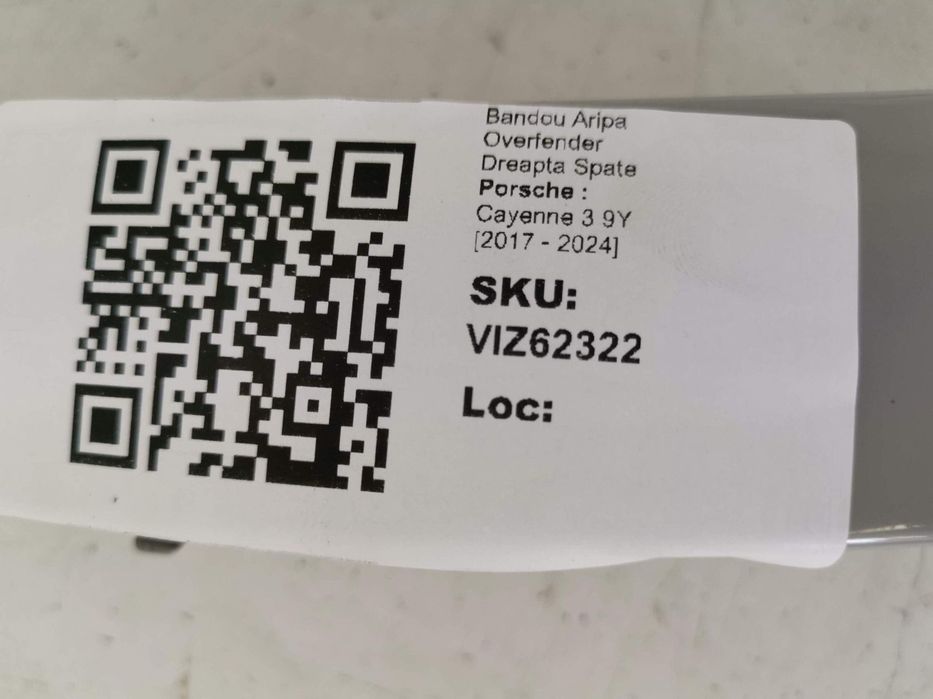 Bandou Aripa
Overfender
Dreapta Spate
Porsche :
Cayenne 3 9Y
[2017 - 2024]
SKU:
VIZ62322
Loc: